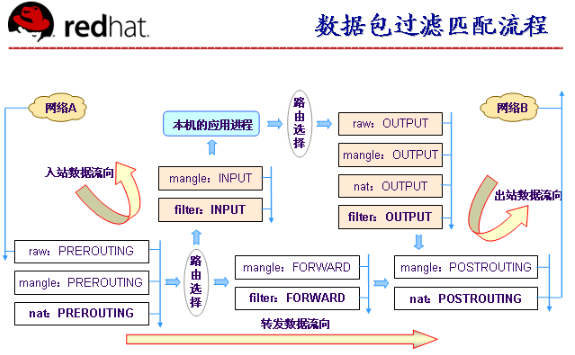 redhat.
数据包过滤匹配流程
网络A
网络B
本机的应用进程
路由选择
raw：OUTPUT
mangle：OUTPUT
nat：OUTPUT
filter：OUTPUT
入站数据流向
mangle：INPUT
filter：INPUT
出站数据流向
raw：PREROUTING
mangle：PREROUTING
nat：PREROUTING
路由选择
mangle：FORWARD
filter：FORWARD
mangle：POSTROUTING
nat：POSTROUTING
转发数据流向